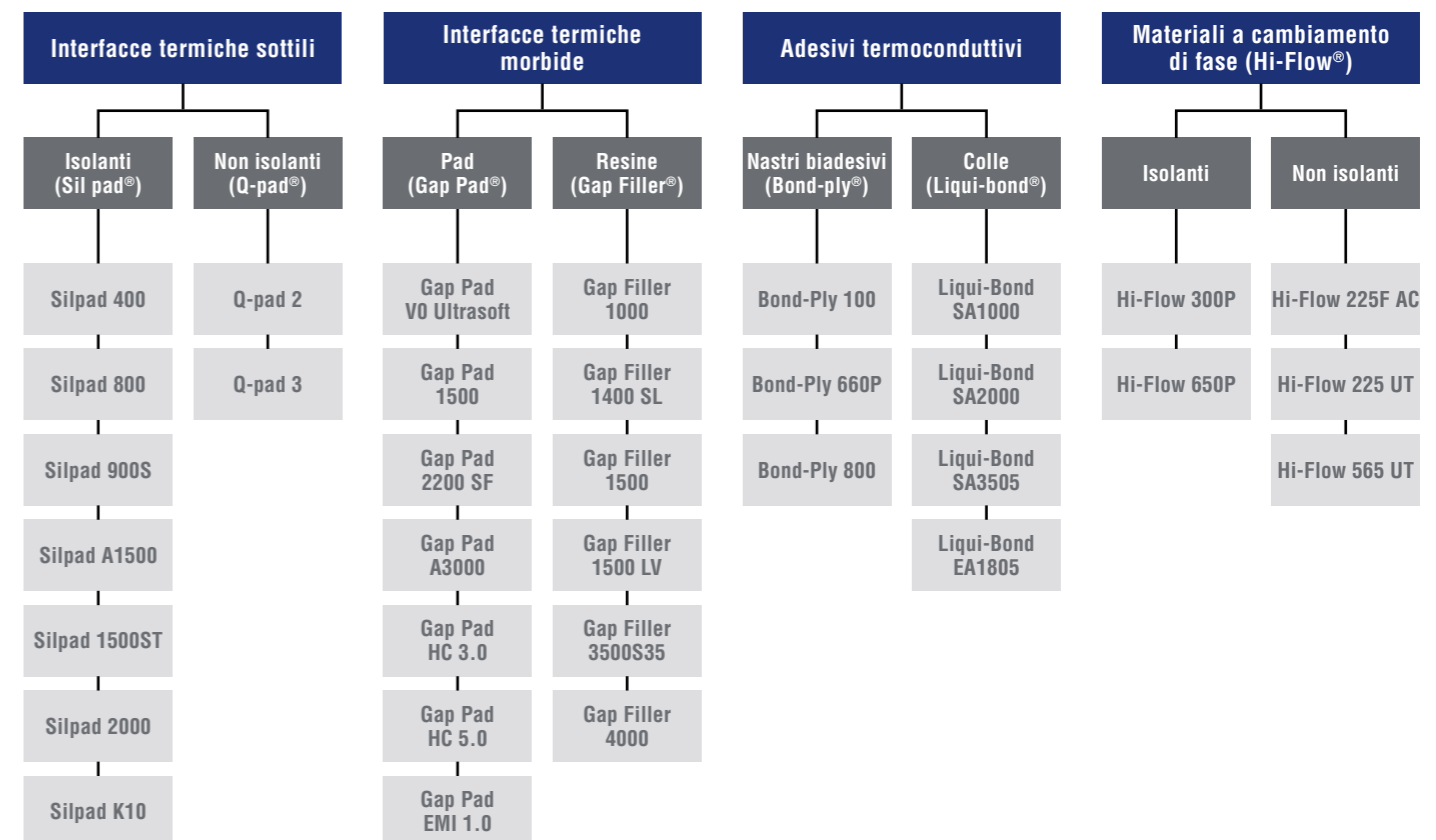 Interfacce termiche sottili
Isolanti
(Sil pad®)
Silpad 400
Silpad 800
Silpad 900S
Silpad A1500
Silpad 1500ST
Silpad 2000
Silpad K10
Non isolanti
(Q-pad®)
Q-pad 2
Q-pad 3
Interfacce termiche
morbide
Pad
(Gap Pad®)
Gap Pad
V0 Ultrasoft
Gap Pad
1500
Gap Pad
2200 SF
Gap Pad
A3000
Gap Pad
HC 3.0
Gap Pad
HC 5.0
Gap Pad
EMI 1.0
Resine
(Gap Filler®)
Gap Filler
1000
Gap Filler
1400 SL
Gap Filler
1500
Gap Filler
1500 LV
Gap Filler
3500S35
Gap Filler
4000
Adesivi termoconduttivi
Nastri biadesivi
(Bond-ply®)
Bond-Ply 100
Bond-Ply 660P
Bond-Ply 800
Colle
(Liqui-bond®)
Liqui-Bond
SA1000
Liqui-Bond
SA2000
Liqui-Bond
SA3505
Liqui-Bond
EA1805
Materiali a cambiamento
di fase (Hi-Flow®)
Isolanti
Hi-Flow 300P
Hi-Flow 650P
Non isolanti
Hi-Flow 225F AC
Hi-Flow 225 UT
Hi-Flow 565 UT